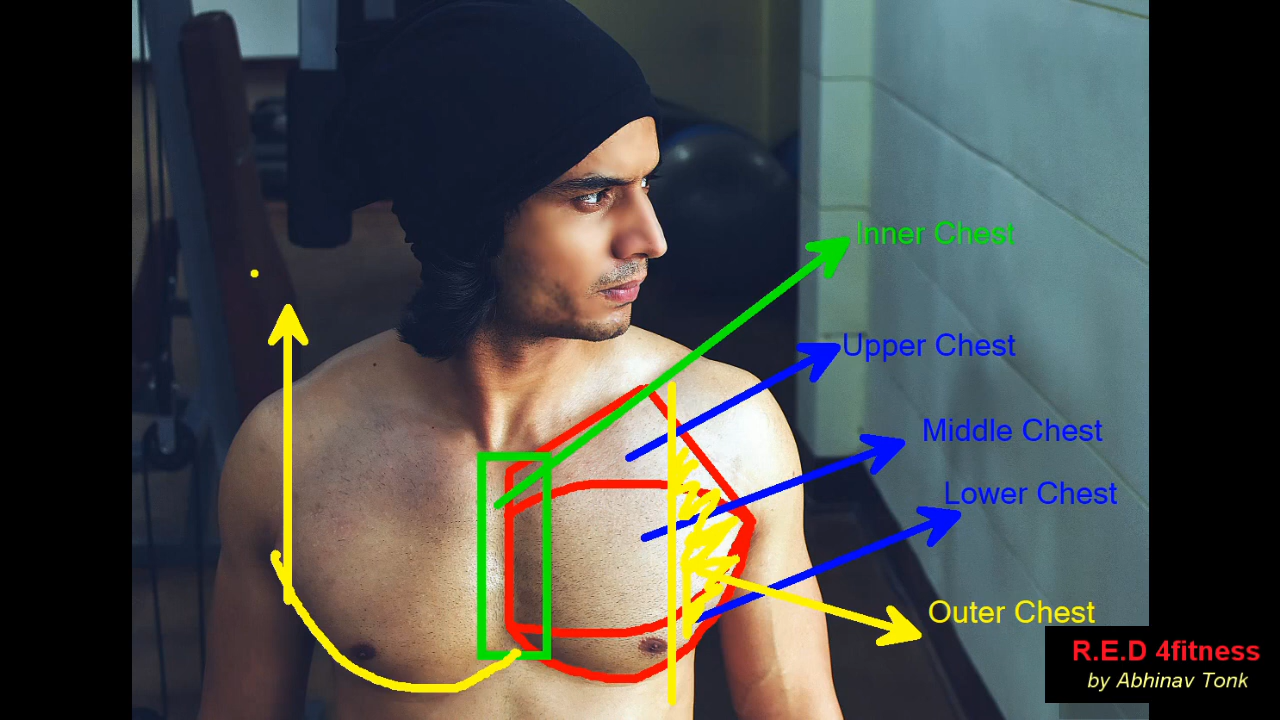 Inner Chest
Upper Chest
Middle Chest
Lower Chest
Outer Chest
R.E.D 4fitness
by Abhinav Tonk